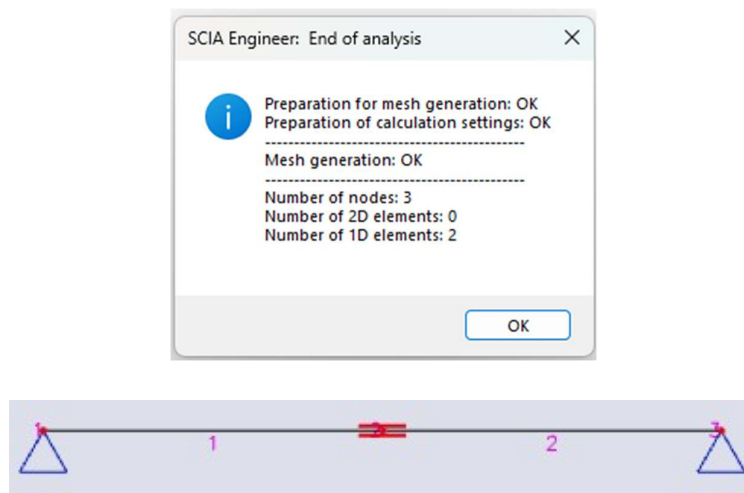 SCIA Engineer: End of analysis
i
Preparation for mesh generation: OK
Preparation of calculation settings: OK
Mesh generation: OK
Number of nodes: 3
Number of 2D elements: 0
Number of 1D elements: 2
OK
1 2 3
1 2